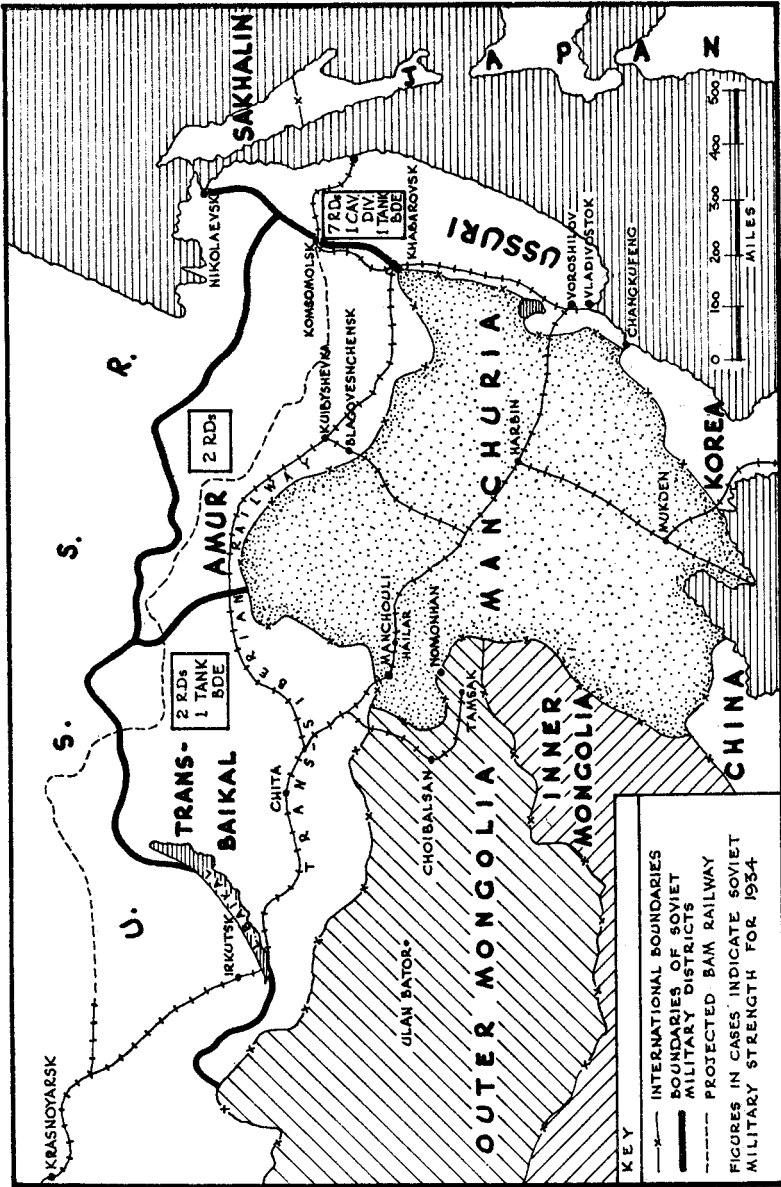 U. S. S. R.
SAKHALIN
J A P A N
KRASNOYARSK
IRKUTSK
BAIKAL
TRANS-
BAIKAL
2 RDs
1 TANK
BDE
CHITA
TRANS-SIBERIAN RAILWAY
AMUR
2 RDs
NIKOLAEVSK
KOMSOMOLSK
7 RDs
1 CAV.
DIV.
1 TANK
BDE
KHABAROVSK
KUIBYSHEVKA
BLAGOVESHCHENSK
USSURI
VOROSHILOV
VLADIVOSTOK
CHANGKUFENG
MANCHURIA
MANCHOULI
HAILAR
NOMONHAN
TAMSAK
CHOIBALSAN
HARBIN
MUKDEN
KOREA
ULAN BATOR
OUTER MONGOLIA
INNER
MONGOLIA
CHINA
0 100 200 300 400 500
MILES
KEY
INTERNATIONAL BOUNDARIES
BOUNDARIES OF SOVIET
MILITARY DISTRICTS
PROJECTED BAM RAILWAY
FIGURES IN CASES INDICATE SOVIET
MILITARY STRENGTH FOR 1934